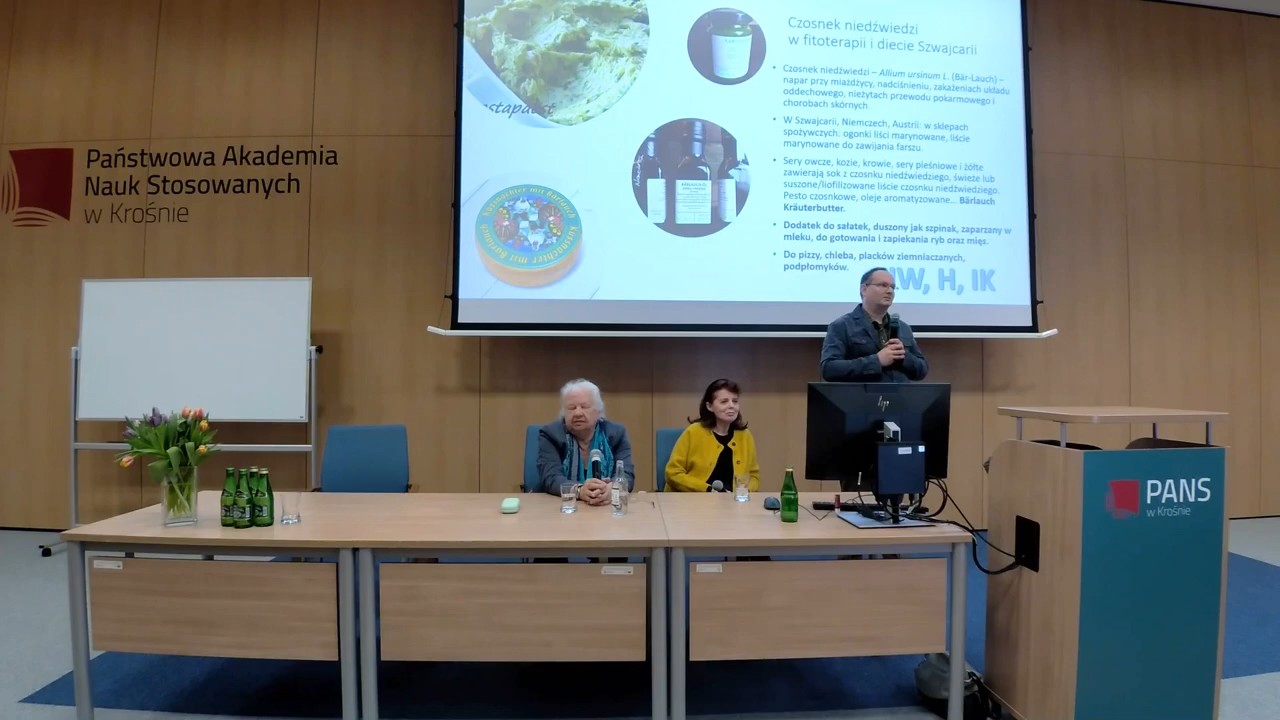 Państwowa Akademia
Nauk Stosowanych
w Krośnie
Czosnek niedźwiedzi
w fitoterapii i diecie Szwajcarii
• Czosnek niedźwiedzi – Allium ursinum L. (Bär-Lauch) –
napar przy miażdżycy, nadciśnieniu, zakażeniach układu
oddechowego, nieżytach przewodu pokarmowego i
chorobach skórnych
• W Szwajcarii, Niemczech, Austrii: w sklepach
spożywczych: ogonki liści marynowane, liście
marynowane do zawijania farszu.
• Sery owcze, kozie, krowie, sery pleśniowe i żółte
zawierają sok z czosnku niedźwiedziego, świeże lub
suszone/liofilizowane liście czosnku niedźwiedziego.
Pesto czosnkowe, oleje aromatyzowane... Bärlauch
Kräuterbutter.
• Dodatek do sałatek, duszony jak szpinak, zaparzany w
mleku, do gotowania i zapiekania ryb oraz mięs.
• Do pizzy, chleba, placków ziemniaczanych,
podpłomyków.
W, H, IK
mit Bärlauch
hp
PANS
w Krośnie